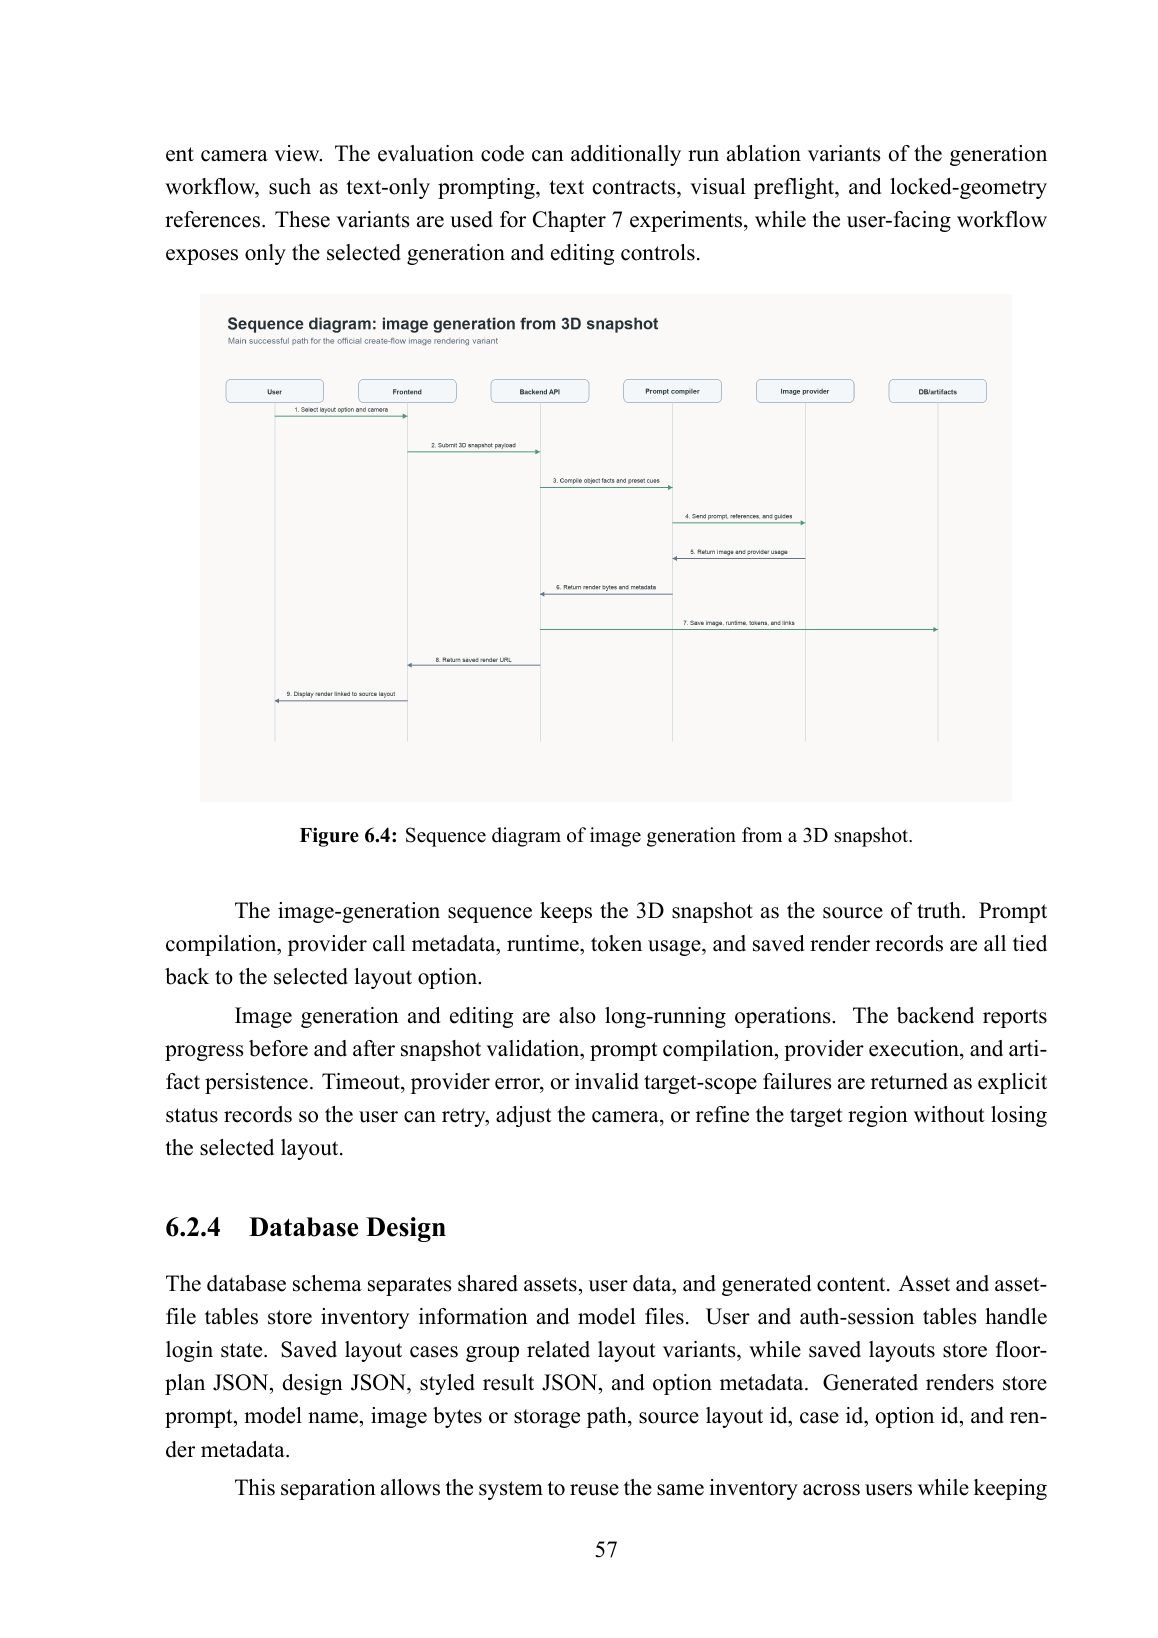 ent camera view. The evaluation code can additionally run ablation variants of the generation
workflow, such as text-only prompting, text contracts, visual preflight, and locked-geometry
references. These variants are used for Chapter 7 experiments, while the user-facing workflow
exposes only the selected generation and editing controls.
Sequence diagram: image generation from 3D snapshot
Main successful path for the official create-flow image rendering variant
User
Frontend
Backend API
Prompt compiler
Image provider
DB/artifacts
1. Select layout option and camera
2. Submit 3D snapshot payload
3. Compile object facts and preset cues
4. Send prompt, references, and guides
5. Return image and provider usage
6. Return render bytes and metadata
7. Save image, runtime, tokens, and links
8. Return saved render URL
9. Display render linked to source layout
Figure 6.4: Sequence diagram of image generation from a 3D snapshot.
The image-generation sequence keeps the 3D snapshot as the source of truth. Prompt
compilation, provider call metadata, runtime, token usage, and saved render records are all tied
back to the selected layout option.
Image generation and editing are also long-running operations. The backend reports
progress before and after snapshot validation, prompt compilation, provider execution, and arti-
fact persistence. Timeout, provider error, or invalid target-scope failures are returned as explicit
status records so the user can retry, adjust the camera, or refine the target region without losing
the selected layout.
6.2.4 Database Design
The database schema separates shared assets, user data, and generated content. Asset and asset-
file tables store inventory information and model files. User and auth-session tables handle
login state. Saved layout cases group related layout variants, while saved layouts store floor-
plan JSON, design JSON, styled result JSON, and option metadata. Generated renders store
prompt, model name, image bytes or storage path, source layout id, case id, option id, and ren-
der metadata.
This separation allows the system to reuse the same inventory across users while keeping
57